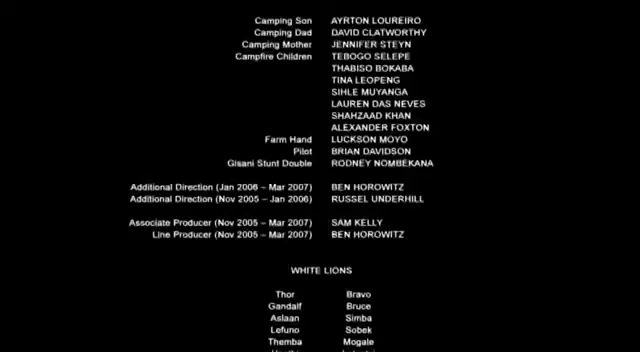 Camping Son AYRTON LOUREIRO
Camping Dad DAVID CLATWORTHY
Camping Mother JENNIFER STEYN
Campfire Children TEBOGO SELEPE
THABISO BOKABA
TINA LEOPENG
SIHLE MUYANGA
LAUREN DAS NEVES
SHAHZAAD KHAN
ALEXANDER FOXTON
Farm Hand LUCKSON MOYO
Pilot BRIAN DAVIDSON
Gisani Stunt Double RODNEY NOMBEKANA
Additional Direction (Jan 2006 – Mar 2007) BEN HOROWITZ
Additional Direction (Nov 2005 – Jan 2006) RUSSEL UNDERHILL
Associate Producer (Nov 2005 – Mar 2007) SAM KELLY
Line Producer (Nov 2005 – Mar 2007) BEN HOROWITZ
WHITE LIONS
Thor Bravo
Gandalf Bruce
Aslaan Simba
Lefuno Sobek
Themba Mogale